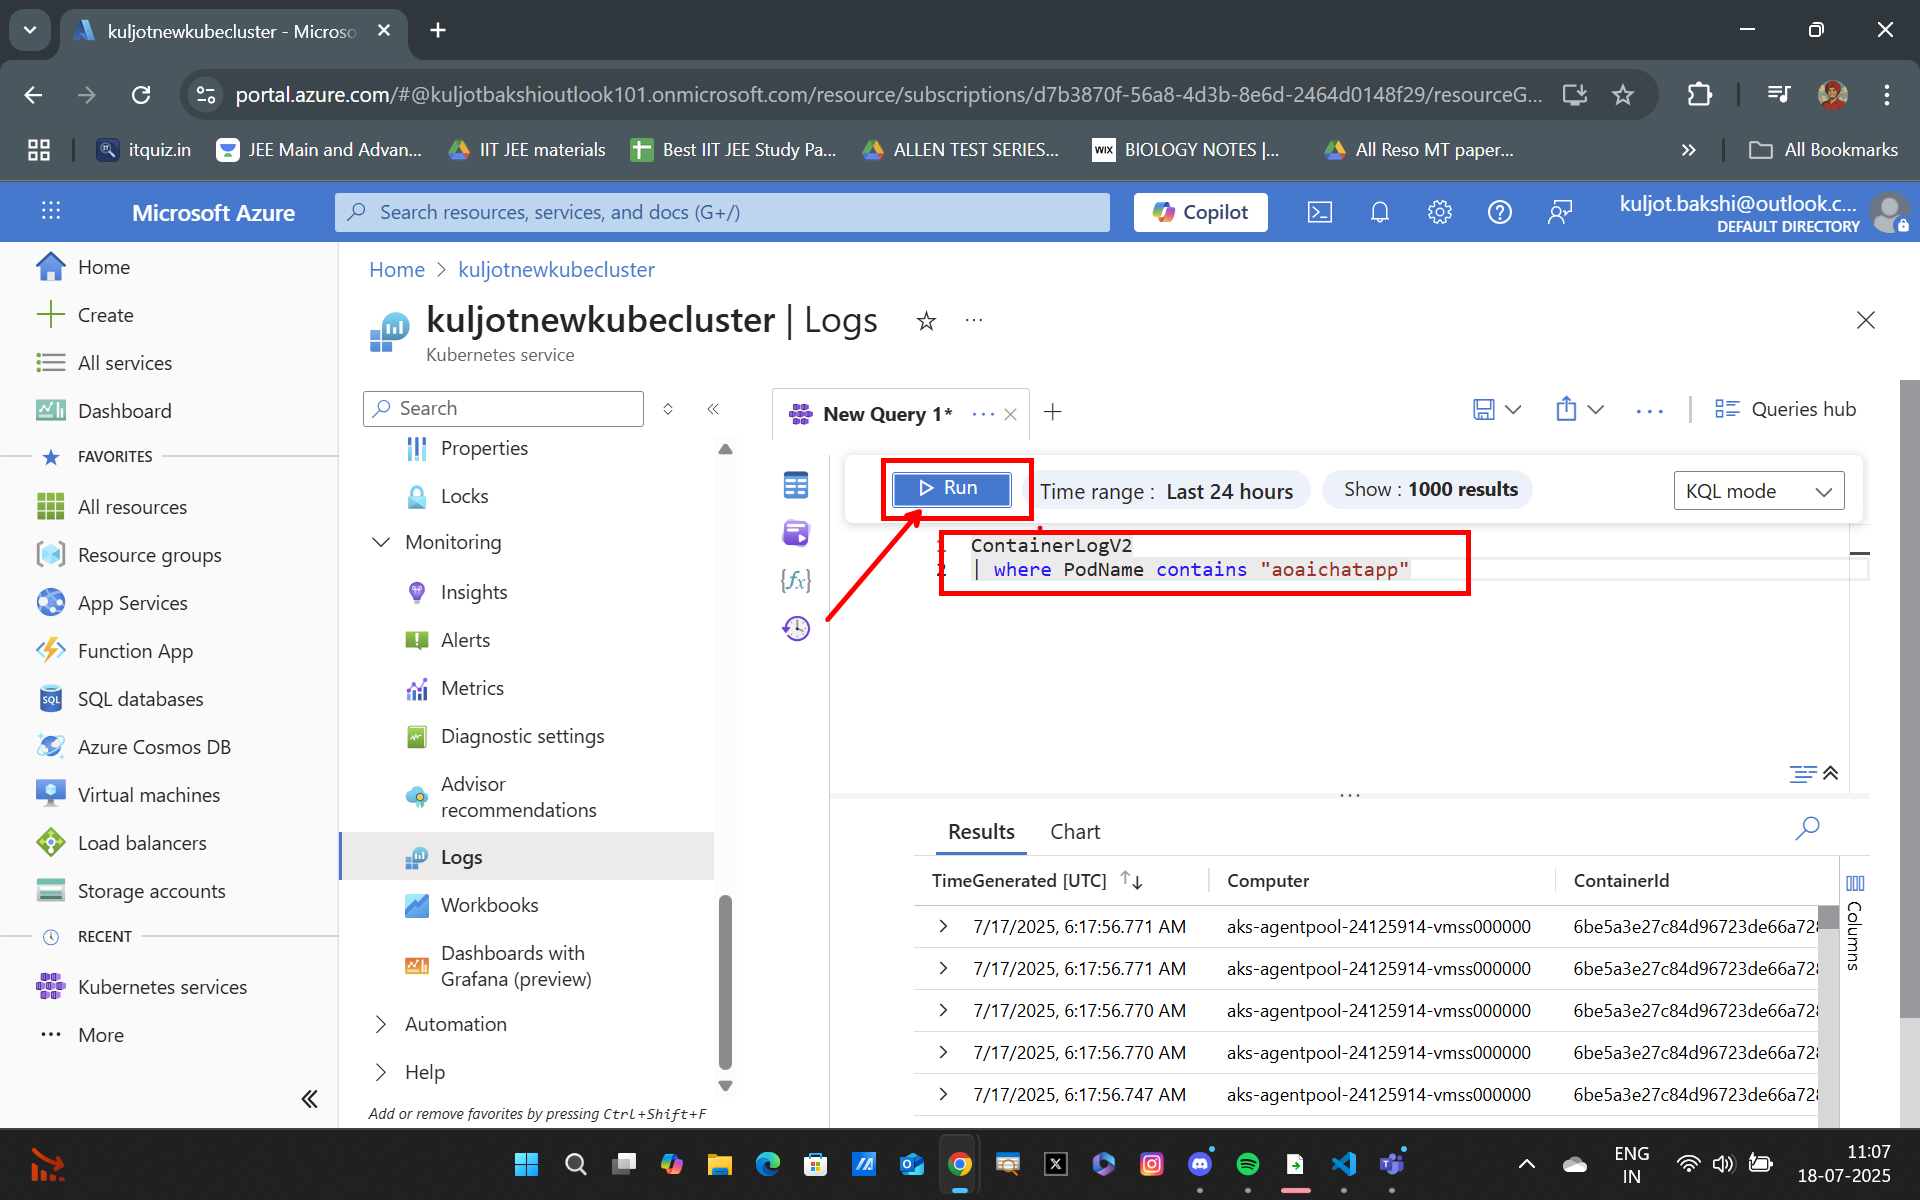 kuljotnewkubecluster - Microso
portal.azure.com/#@kuljotbakshioutlook101.onmicrosoft.com/resource/subscriptions/d7b3870f-56a8-4d3b-8e6d-2464d0148f29/resourceG...
itquiz.in
JEE Main and Advan...
IIT JEE materials
Best IIT JEE Study Pa...
ALLEN TEST SERIES...
WIX
BIOLOGY NOTES |...
All Reso MT paper...
All Bookmarks
Microsoft Azure
Search resources, services, and docs (G+/)
Copilot
kuljot.bakshi@outlook.c...
DEFAULT DIRECTORY
Home
Create
All services
Dashboard
FAVORITES
All resources
Resource groups
App Services
Function App
SQL databases
Azure Cosmos DB
Virtual machines
Load balancers
Storage accounts
RECENT
Kubernetes services
More
Home > kuljotnewkubecluster
kuljotnewkubecluster | Logs
Kubernetes service
Search
Properties
Locks
Monitoring
Insights
Alerts
Metrics
Diagnostic settings
Advisor
recommendations
Logs
Workbooks
Dashboards with
Grafana (preview)
Automation
Help
Add or remove favorites by pressing Ctrl+Shift+F
New Query 1*
Queries hub
Run
Time range : Last 24 hours
Show : 1000 results
KQL mode
1 ContainerLogV2
2 | where PodName contains "aoaichatapp"
Results
Chart
TimeGenerated [UTC]
Computer
ContainerId
7/17/2025, 6:17:56.771 AM aks-agentpool-24125914-vmss000000 6be5a3e27c84d96723de66a728
7/17/2025, 6:17:56.771 AM aks-agentpool-24125914-vmss000000 6be5a3e27c84d96723de66a728
7/17/2025, 6:17:56.770 AM aks-agentpool-24125914-vmss000000 6be5a3e27c84d96723de66a728
7/17/2025, 6:17:56.770 AM aks-agentpool-24125914-vmss000000 6be5a3e27c84d96723de66a728
7/17/2025, 6:17:56.747 AM aks-agentpool-24125914-vmss000000 6be5a3e27c84d96723de66a728
Columns
ENG
IN
11:07
18-07-2025